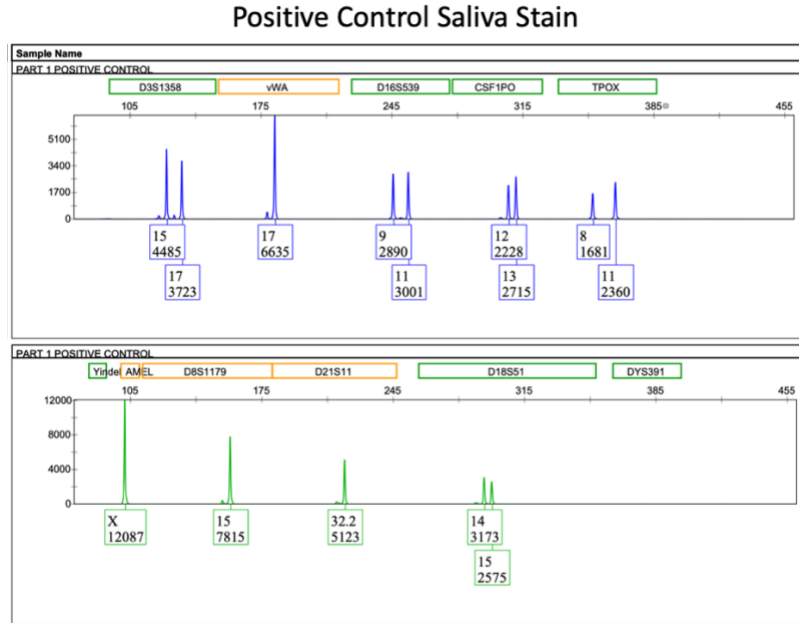 Positive Control Saliva Stain
Sample Name
PART 1 POSITIVE CONTROL
D3S1358 vWA D16S539 CSF1PO TPOX
105 175 245 315 385 455
5100
3400
1700
0
15 17 9 12 8
4485 6635 2890 2228 1681
17 11 13 11
3723 3001 2715 2360
PART 1 POSITIVE CONTROL
Yindel AMEL D8S1179 D21S11 D18S51 DYS391
105 175 245 315 385 455
12000
8000
4000
0
X 15 32.2 14
12087 7815 5123 3173
15
2575